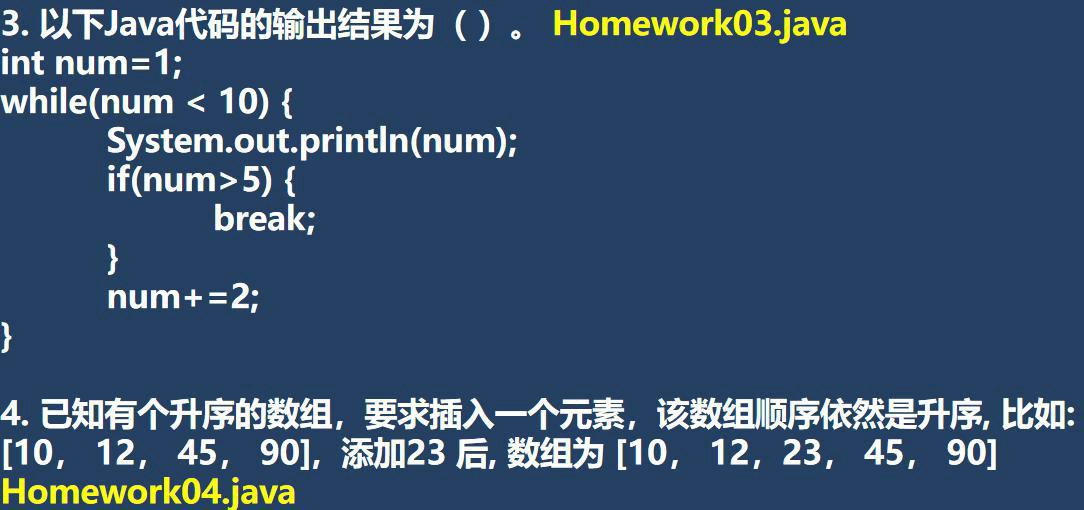 3. 以下Java代码的输出结果为（ ）。 Homework03.java
int num=1;
while(num < 10) {
System.out.println(num);
if(num>5) {
break;
}
num+=2;
}
4. 已知有个升序的数组，要求插入一个元素，该数组顺序依然是升序, 比如:
[10， 12， 45， 90]，添加23 后, 数组为 [10， 12，23， 45， 90]
Homework04.java